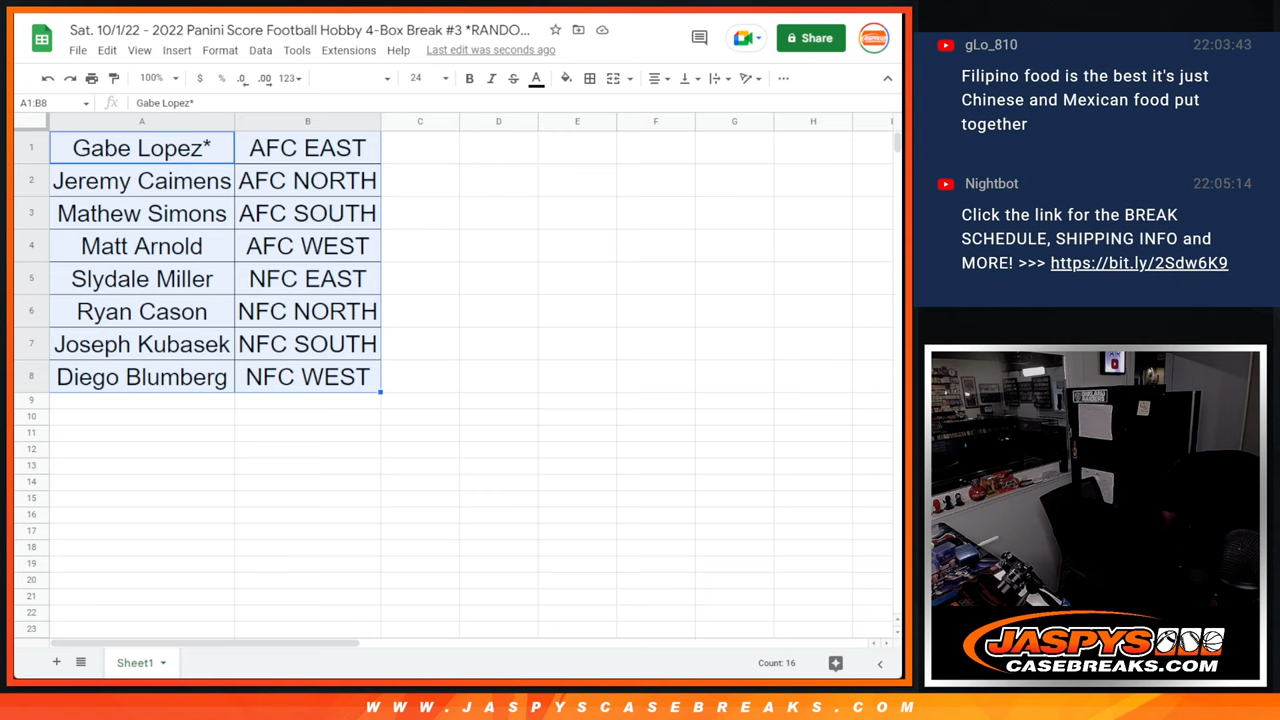 Sat. 10/1/22 - 2022 Panini Score Football Hobby 4-Box Break #3 *RANDO...
File Edit View Insert Format Data Tools Extensions Help Last edit was seconds ago
Share
100% $ % .0 .00 123 24 B I S A
A1:B8 fx Gabe Lopez*
A B C D E F G H I
1 Gabe Lopez* AFC EAST
2 Jeremy Caimens AFC NORTH
3 Mathew Simons AFC SOUTH
4 Matt Arnold AFC WEST
5 Slydale Miller NFC EAST
6 Ryan Cason NFC NORTH
7 Joseph Kubasek NFC SOUTH
8 Diego Blumberg NFC WEST
9
10
11
12
13
14
15
16
17
18
19
20
21
22
23
Sheet1 Count: 16
gLo_810 22:03:43
Filipino food is the best it's just
Chinese and Mexican food put
together
Nightbot 22:05:14
Click the link for the BREAK
SCHEDULE, SHIPPING INFO and
MORE! >>> https://bit.ly/2Sdw6K9
JASPYS
CASEBREAKS.COM
WWW.JASPYSCASEBREAKS.COM